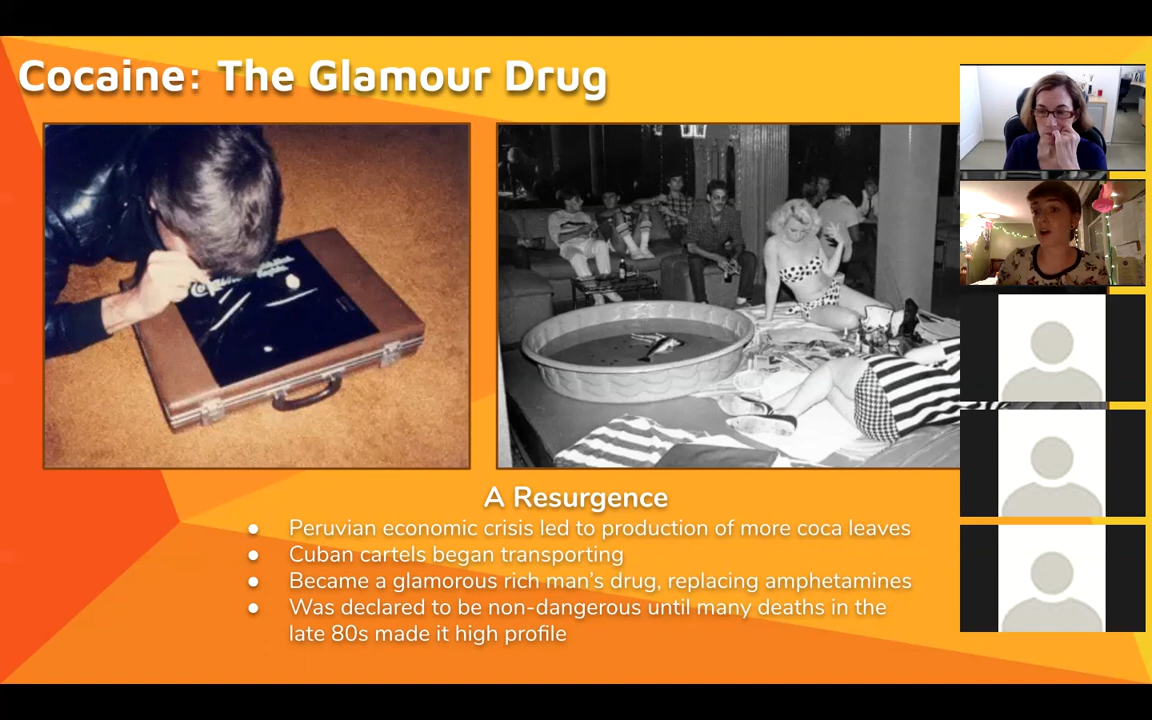 Cocaine: The Glamour Drug
A Resurgence
● Peruvian economic crisis led to production of more coca leaves
● Cuban cartels began transporting
● Became a glamorous rich man’s drug, replacing amphetamines
● Was declared to be non-dangerous until many deaths in the
late 80s made it high profile